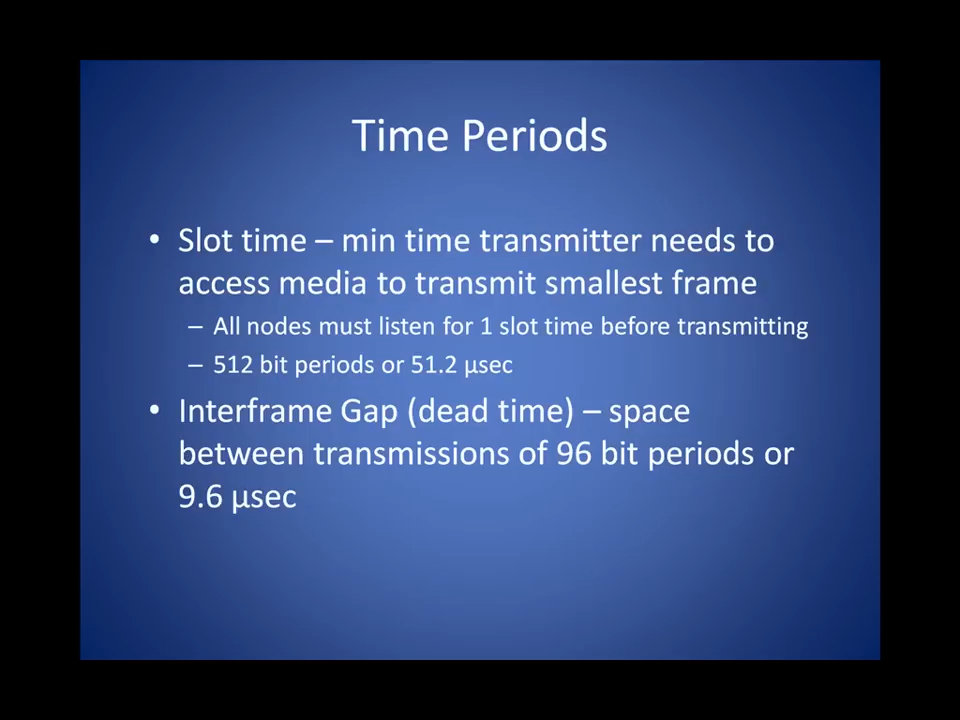 Time Periods
• Slot time – min time transmitter needs to
access media to transmit smallest frame
– All nodes must listen for 1 slot time before transmitting
– 512 bit periods or 51.2 µsec
• Interframe Gap (dead time) – space
between transmissions of 96 bit periods or
9.6 µsec